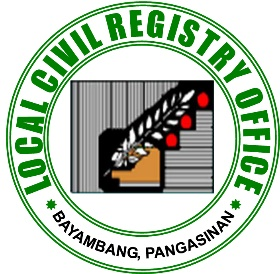 LOCAL CIVIL REGISTRY OFFICE
BAYAMBANG, PANGASINAN